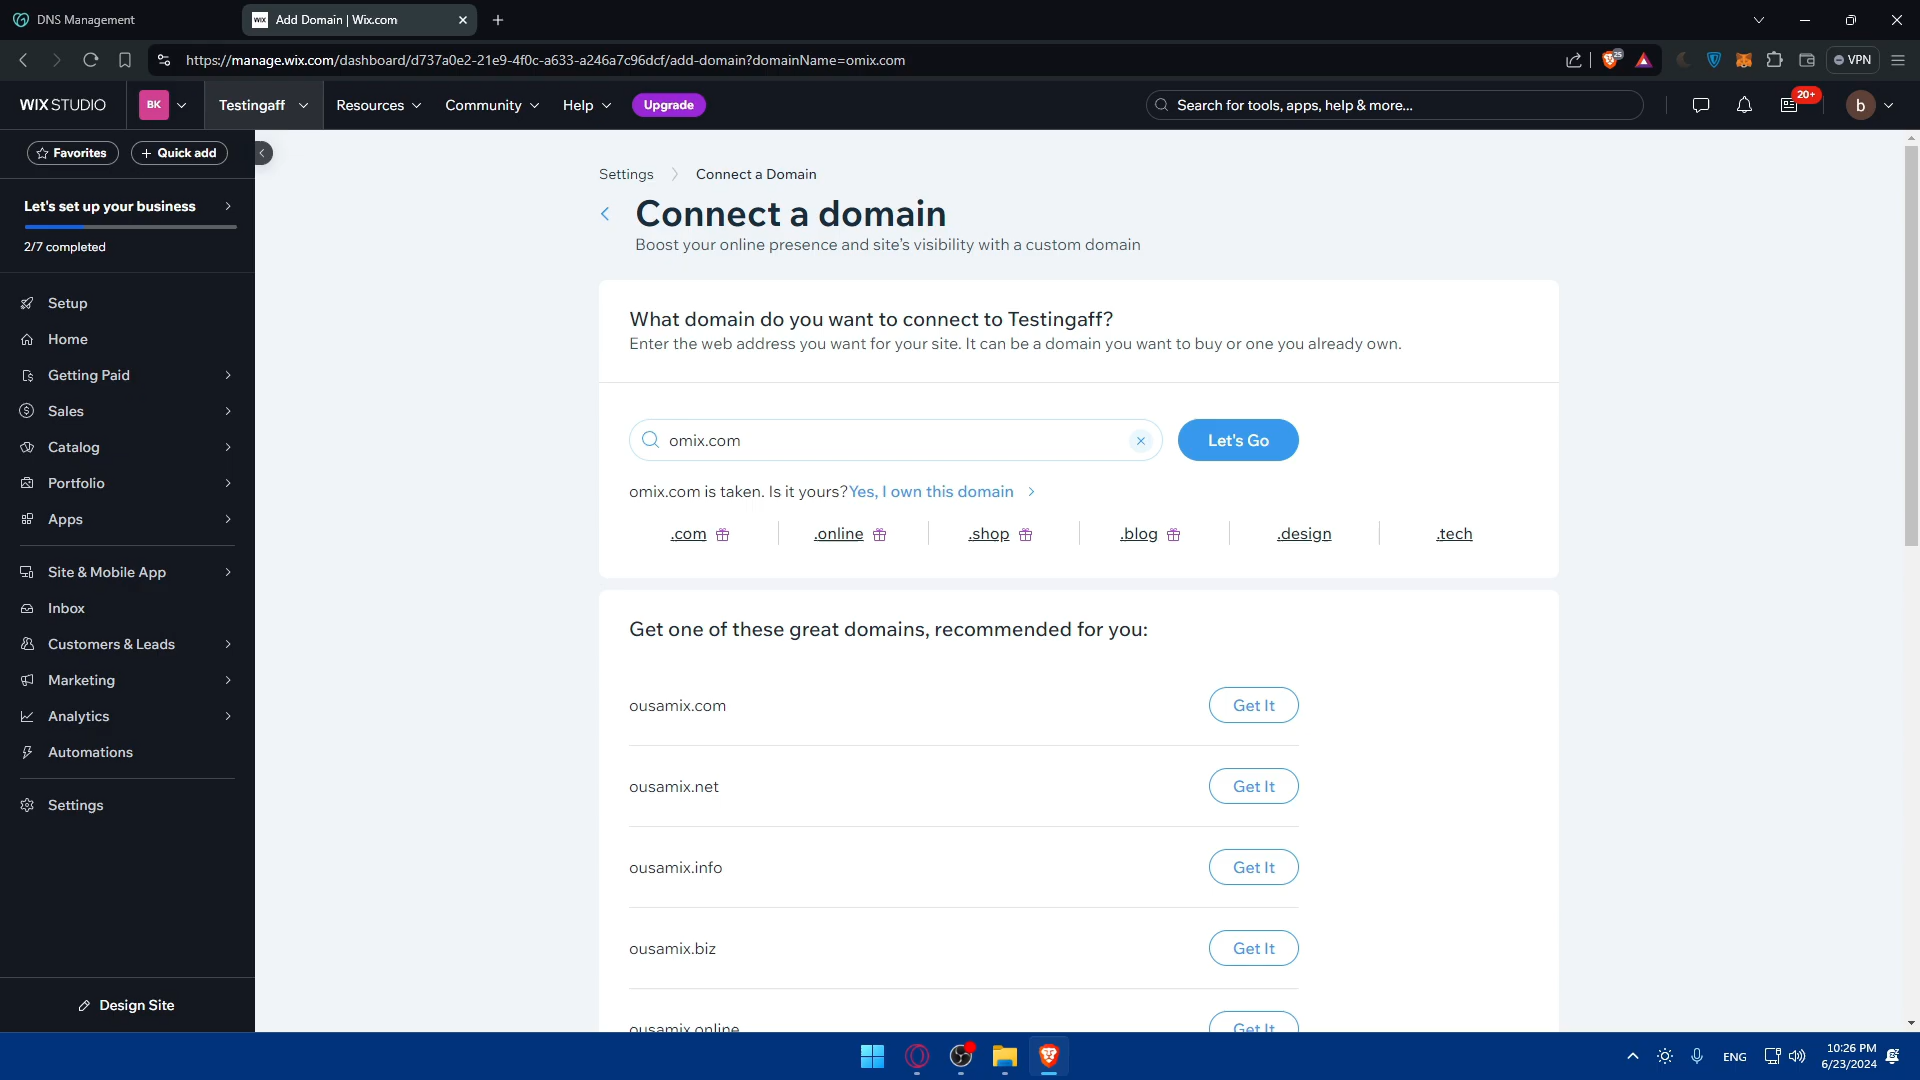 DNS Management
WIX
Add Domain | Wix.com
https://manage.wix.com/dashboard/d737a0e2-21e9-4f0c-a633-a246a7c96dcf/add-domain?domainName=omix.com
25
VPN
WIX STUDIO
BK
Testingaff
Resources
Community
Help
Upgrade
Search for tools, apps, help & more...
20+
b
Favorites
+ Quick add
Let's set up your business
2/7 completed
Setup
Home
Getting Paid
Sales
Catalog
Portfolio
Apps
Site & Mobile App
Inbox
Customers & Leads
Marketing
Analytics
Automations
Settings
Design Site
Settings
Connect a Domain
Connect a domain
Boost your online presence and site's visibility with a custom domain
What domain do you want to connect to Testingaff?
Enter the web address you want for your site. It can be a domain you want to buy or one you already own.
omix.com
Let's Go
omix.com is taken. Is it yours?Yes, I own this domain
.com
.online
.shop
.blog
.design
.tech
Get one of these great domains, recommended for you:
ousamix.com
Get It
ousamix.net
Get It
ousamix.info
Get It
ousamix.biz
Get It
ousamix.online
Get It
ENG
10:26 PM
6/23/2024